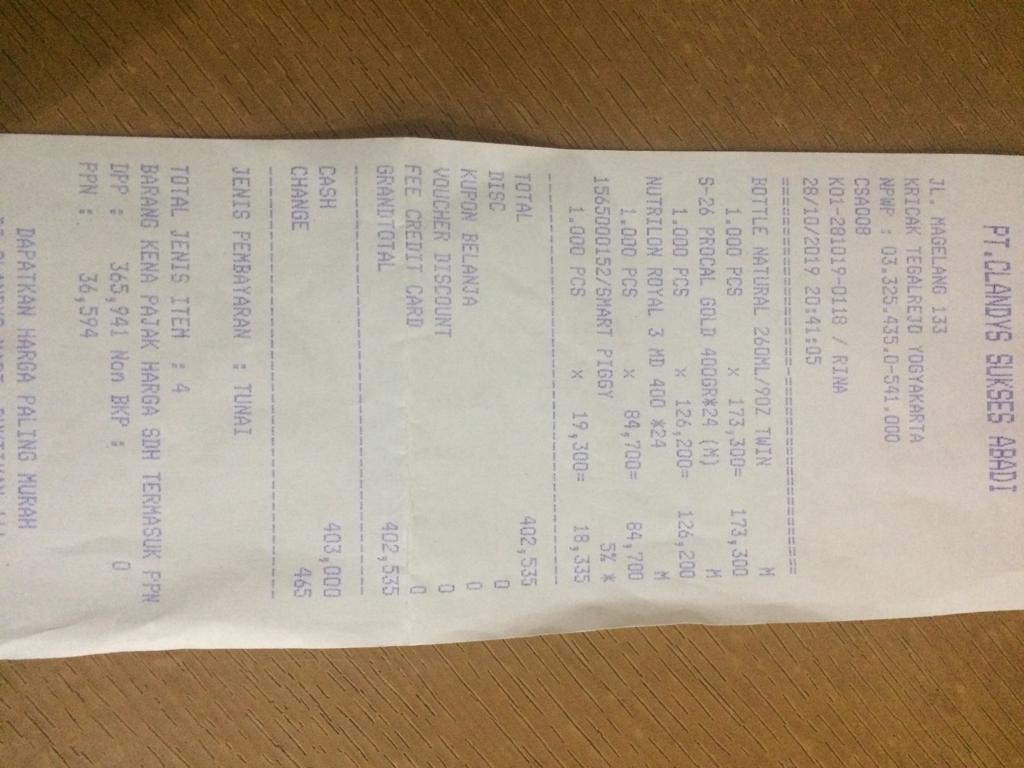 PT.CLANDYS SUKSES ABADI
JL. MAGELANG 133
KRICAK TEGALREJO YOGYAKARTA
NPWP : 03.325.435.0-541.000
CSA008
K01-281019-0118 / RINA
28/10/2019 20:41:05
===================-====================
BOTTLE NATURAL 260ML/9OZ TWIN M
1.000 PCS x 173,300= 173,300
S-26 PROCAL GOLD 400GR*24 (M) M
1.000 PCS x 126,200= 126,200
NUTRILON ROYAL 3 MD 400 *24 M
1.000 PCS x 84,700= 84,700
1565000152/SMART PIGGY 5% *
1.000 PCS x 19,300= 18,335
----------------------------------------
TOTAL 402,535
DISC 0
KUPON BELANJA 0
VOUCHER DISCOUNT 0
FEE CREDIT CARD 0
GRANDTOTAL 402,535
----------------------------------------
CASH 403,000
CHANGE 465
----------------------------------------
JENIS PEMBAYARAN : TUNAI
TOTAL JENIS ITEM : 4
BARANG KENA PAJAK HARGA SDH TERMASUK PPN
DPP : 365,941 Non BKP : 0
PPN : 36,594
DAPATKAN HARGA PALING MURAH